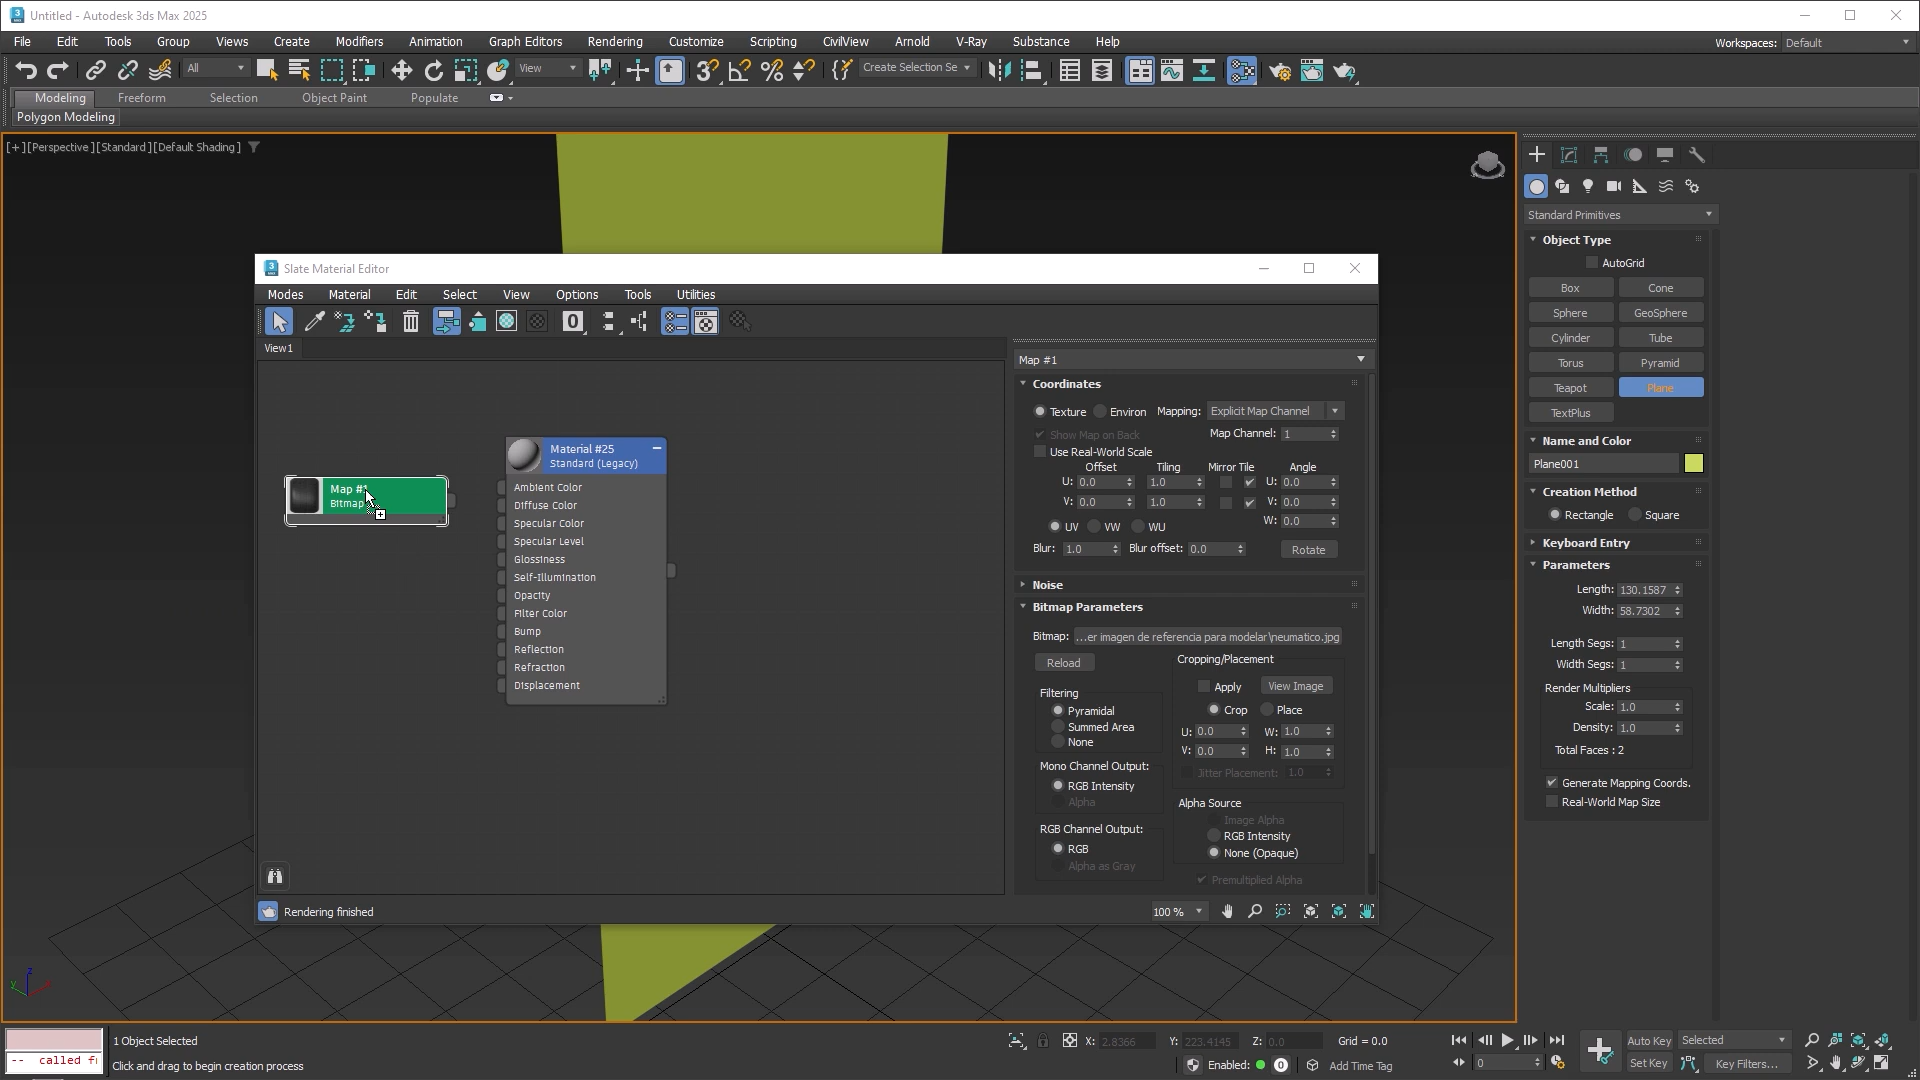 Untitled - Autodesk 3ds Max 2025
File Edit Tools Group Views Create Modifiers Animation Graph Editors Rendering Customize Scripting CivilView Arnold V-Ray Substance Help
Workspaces: Default
All View Create Selection Se
Modeling Freeform Selection Object Paint Populate
Polygon Modeling
[+][Perspective][Standard][Default Shading]
Slate Material Editor
Modes Material Edit Select View Options Tools Utilities
View1
Map #1
Bitmap
Material #25
Standard (Legacy)
Ambient Color
Diffuse Color
Specular Color
Specular Level
Glossiness
Self-Illumination
Opacity
Filter Color
Bump
Reflection
Refraction
Displacement
Map #1
Coordinates
Texture Environ Mapping: Explicit Map Channel
Show Map on Back Map Channel: 1
Use Real-World Scale
Offset Tiling Mirror Tile Angle
U: 0.0 1.0 U: 0.0
V: 0.0 1.0 V: 0.0
W: 0.0
UV VW WU
Blur: 1.0 Blur offset: 0.0 Rotate
Noise
Bitmap Parameters
Bitmap: ...er imagen de referencia para modelar\neumatico.jpg
Reload
Cropping/Placement
Apply View Image
Crop Place
U: 0.0 W: 1.0
V: 0.0 H: 1.0
Jitter Placement: 1.0
Filtering
Pyramidal
Summed Area
None
Mono Channel Output:
RGB Intensity
Alpha
RGB Channel Output:
RGB
Alpha as Gray
Alpha Source
Image Alpha
RGB Intensity
None (Opaque)
Premultiplied Alpha
Rendering finished
100 %
Standard Primitives
Object Type
AutoGrid
Box Cone
Sphere GeoSphere
Cylinder Tube
Torus Pyramid
Teapot Plane
TextPlus
Name and Color
Plane001
Creation Method
Rectangle Square
Keyboard Entry
Parameters
Length: 130.1587
Width: 58.7302
Length Segs: 1
Width Segs: 1
Render Multipliers
Scale: 1.0
Density: 1.0
Total Faces : 2
Generate Mapping Coords.
Real-World Map Size
z
y
1 Object Selected
X: 2.8366 Y: 223.4145 Z: 0.0 Grid = 0.0
Auto Key Selected
-- called f
Click and drag to begin creation process
Enabled: 0 Add Time Tag
0
Set Key Key Filters...